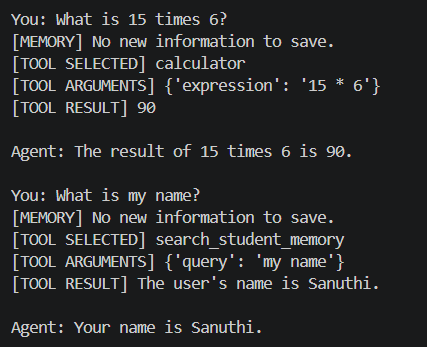 You: What is 15 times 6?
[MEMORY] No new information to save.
[TOOL SELECTED] calculator
[TOOL ARGUMENTS] {'expression': '15 * 6'}
[TOOL RESULT] 90
Agent: The result of 15 times 6 is 90.
You: What is my name?
[MEMORY] No new information to save.
[TOOL SELECTED] search_student_memory
[TOOL ARGUMENTS] {'query': 'my name'}
[TOOL RESULT] The user's name is Sanuthi.
Agent: Your name is Sanuthi.